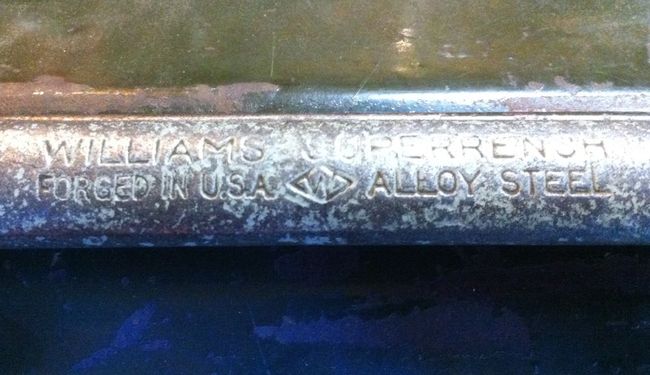 WILLIAMS SUPERRENCH
FORGED IN U.S.A. <W> ALLOY STEEL